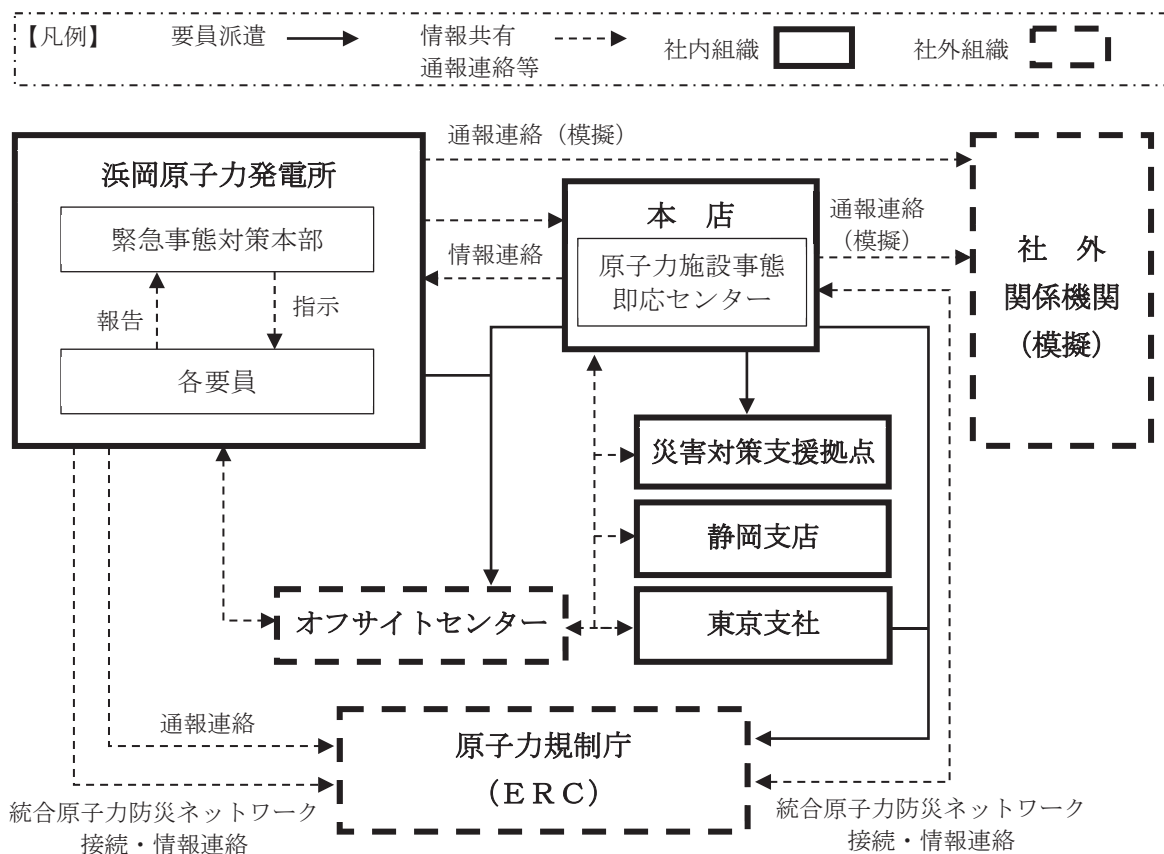 【凡例】 要員派遣 情報共有 社内組織 社外組織
通報連絡等
通報連絡（模擬）
浜岡原子力発電所
緊急事態対策本部
報告
指示
各要員
情報連絡
本　店
原子力施設事態
即応センター
通報連絡
（模擬）
社　外
関係機関
（模擬）
災害対策支援拠点
静岡支店
東京支社
オフサイトセンター
通報連絡
原子力規制庁
（ＥＲＣ）
統合原子力防災ネットワーク
接続・情報連絡
統合原子力防災ネットワーク
接続・情報連絡